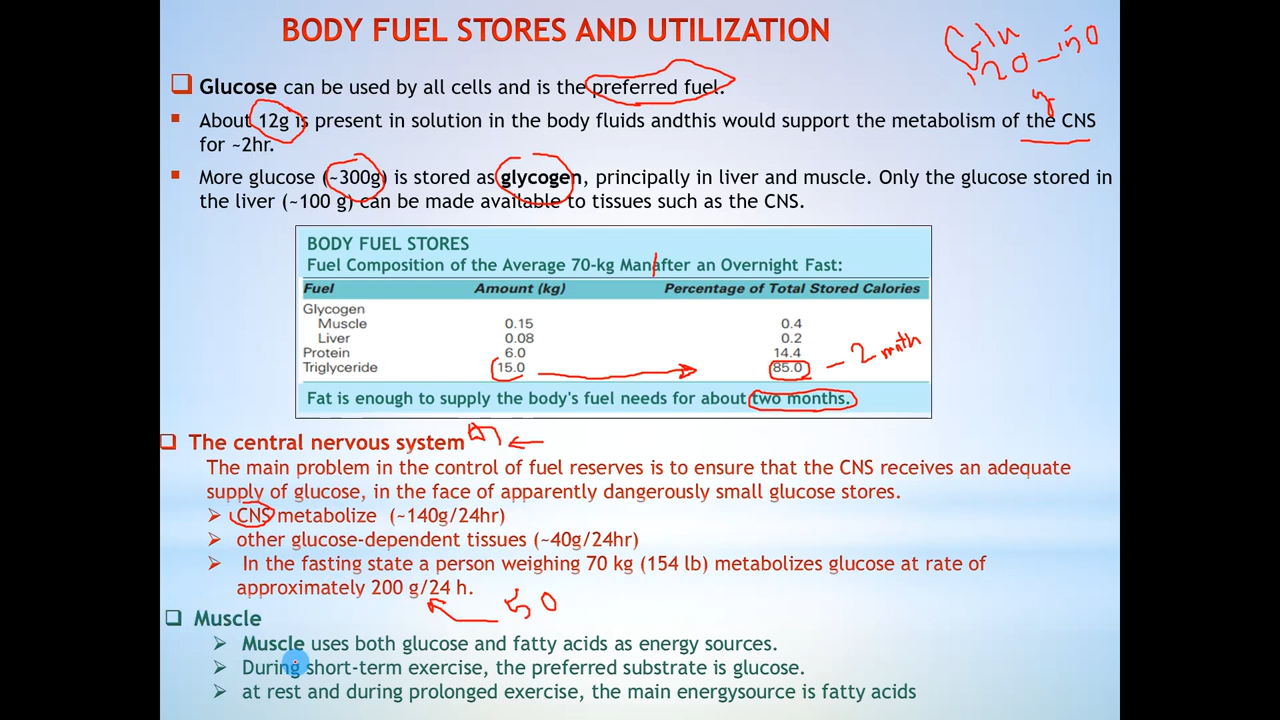 BODY FUEL STORES AND UTILIZATION
Glu
120-150
g
Glucose can be used by all cells and is the preferred fuel.
About 12g is present in solution in the body fluids andthis would support the metabolism of the CNS
for ~2hr.
More glucose (~300g) is stored as glycogen, principally in liver and muscle. Only the glucose stored in
the liver (~100 g) can be made available to tissues such as the CNS.
BODY FUEL STORES
Fuel Composition of the Average 70-kg Manafter an Overnight Fast:
Fuel Amount (kg) Percentage of Total Stored Calories
Glycogen
Muscle 0.15 0.4
Liver 0.08 0.2
Protein 6.0 14.4
Triglyceride 15.0 85.0 - 2 month
Fat is enough to supply the body's fuel needs for about two months.
The central nervous system
The main problem in the control of fuel reserves is to ensure that the CNS receives an adequate
supply of glucose, in the face of apparently dangerously small glucose stores.
CNS metabolize (~140g/24hr)
other glucose-dependent tissues (~40g/24hr)
In the fasting state a person weighing 70 kg (154 lb) metabolizes glucose at rate of
approximately 200 g/24 h.
50
Muscle
Muscle uses both glucose and fatty acids as energy sources.
During short-term exercise, the preferred substrate is glucose.
at rest and during prolonged exercise, the main energysource is fatty acids